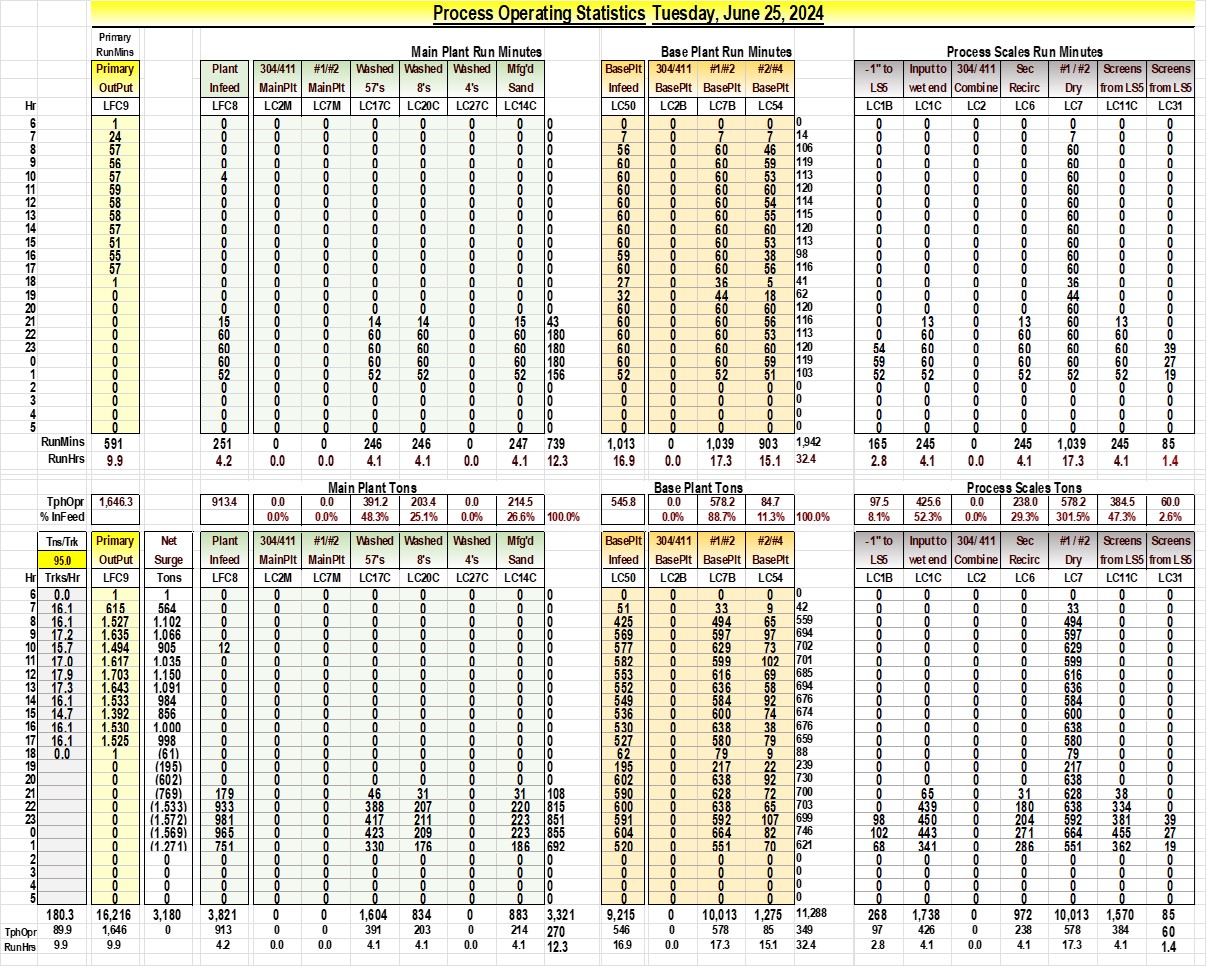 Process Operating Statistics Tuesday, June 25, 2024
Primary
RunMins Main Plant Run Minutes Base Plant Run Minutes Process Scales Run Minutes
Primary Plant 304/411 #1/#2 Washed Washed Washed Mfg'd BasePlt 304/411 #1/#2 #2/#4 -1" to Input to 304/ 411 Sec #1 / #2 Screens Screens
OutPut Infeed MainPlt MainPlt 57's 8's 4's Sand Infeed BasePlt BasePlt BasePlt LS5 wet end Combine Recirc Dry from LS5 from LS5
Hr LFC9 LFC8 LC2M LC7M LC17C LC20C LC27C LC14C LC50 LC2B LC7B LC54 LC1B LC1C LC2 LC6 LC7 LC11C LC31
6 1 0 0 0 0 0 0 0 0 0 0 0 0 0 0 0 0 0 0 0 0
7 24 0 0 0 0 0 0 0 0 7 0 7 7 14 0 0 0 0 7 0 0
8 57 0 0 0 0 0 0 0 0 56 0 60 46 106 0 0 0 0 60 0 0
9 56 0 0 0 0 0 0 0 0 60 0 60 59 119 0 0 0 0 60 0 0
10 57 4 0 0 0 0 0 0 0 60 0 60 53 113 0 0 0 0 60 0 0
11 59 0 0 0 0 0 0 0 0 60 0 60 60 120 0 0 0 0 60 0 0
12 58 0 0 0 0 0 0 0 0 60 0 60 54 114 0 0 0 0 60 0 0
13 58 0 0 0 0 0 0 0 0 60 0 60 55 115 0 0 0 0 60 0 0
14 57 0 0 0 0 0 0 0 0 60 0 60 60 120 0 0 0 0 60 0 0
15 51 0 0 0 0 0 0 0 0 60 0 60 53 113 0 0 0 0 60 0 0
16 55 0 0 0 0 0 0 0 0 59 0 60 38 98 0 0 0 0 60 0 0
17 57 0 0 0 0 0 0 0 0 60 0 60 56 116 0 0 0 0 60 0 0
18 1 0 0 0 0 0 0 0 0 27 0 36 5 41 0 0 0 0 36 0 0
19 0 0 0 0 0 0 0 0 0 32 0 44 18 62 0 0 0 0 44 0 0
20 0 0 0 0 0 0 0 0 0 60 0 60 60 120 0 0 0 0 60 0 0
21 0 15 0 0 14 14 0 15 43 60 0 60 56 116 0 13 0 13 60 13 0
22 0 60 0 0 60 60 0 60 180 60 0 60 53 113 0 60 0 60 60 60 0
23 0 60 0 0 60 60 0 60 180 60 0 60 60 120 54 60 0 60 60 60 39
0 0 60 0 0 60 60 0 60 180 60 0 60 59 119 59 60 0 60 60 60 27
1 0 52 0 0 52 52 0 52 156 52 0 52 51 103 52 52 0 52 52 52 19
2 0 0 0 0 0 0 0 0 0 0 0 0 0 0 0 0 0 0 0 0 0
3 0 0 0 0 0 0 0 0 0 0 0 0 0 0 0 0 0 0 0 0 0
4 0 0 0 0 0 0 0 0 0 0 0 0 0 0 0 0 0 0 0 0 0
5 0 0 0 0 0 0 0 0 0 0 0 0 0 0 0 0 0 0 0 0 0
RunMins 591 251 0 0 246 246 0 247 739 1,013 0 1,039 903 1,942 165 245 0 245 1,039 245 85
RunHrs 9.9 4.2 0.0 0.0 4.1 4.1 0.0 4.1 12.3 16.9 0.0 17.3 15.1 32.4 2.8 4.1 0.0 4.1 17.3 4.1 1.4
Main Plant Tons Base Plant Tons Process Scales Tons
TphOpr 1,646.3 913.4 0.0 0.0 391.2 203.4 0.0 214.5 545.8 0.0 578.2 84.7 97.5 425.6 0.0 238.0 578.2 384.5 60.0
% InFeed 0.0% 0.0% 48.3% 25.1% 0.0% 26.6% 100.0% 0.0% 88.7% 11.3% 100.0% 8.1% 52.3% 0.0% 29.3% 301.5% 47.3% 2.6%
Tns/Trk Primary Net Plant 304/411 #1/#2 Washed Washed Washed Mfg'd BasePlt 304/411 #1/#2 #2/#4 -1" to Input to 304/ 411 Sec #1 / #2 Screens Screens
95.0 OutPut Surge Infeed MainPlt MainPlt 57's 8's 4's Sand Infeed BasePlt BasePlt BasePlt LS5 wet end Combine Recirc Dry from LS5 from LS5
Hr Trks/Hr LFC9 Tons LFC8 LC2M LC7M LC17C LC20C LC27C LC14C LC50 LC2B LC7B LC54 LC1B LC1C LC2 LC6 LC7 LC11C LC31
6 0.0 1 1 0 0 0 0 0 0 0 0 0 0 0 0 0 0 0 0 0 0 0 0
7 16.1 615 564 0 0 0 0 0 0 0 0 51 0 33 9 42 0 0 0 0 33 0 0
8 16.1 1.527 1.102 0 0 0 0 0 0 0 0 425 0 494 65 559 0 0 0 0 494 0 0
9 17.2 1.635 1.066 0 0 0 0 0 0 0 0 569 0 597 97 694 0 0 0 0 597 0 0
10 15.7 1.494 905 12 0 0 0 0 0 0 0 577 0 629 73 702 0 0 0 0 629 0 0
11 17.0 1.617 1.035 0 0 0 0 0 0 0 0 582 0 599 102 701 0 0 0 0 599 0 0
12 17.9 1.703 1.150 0 0 0 0 0 0 0 0 553 0 616 69 685 0 0 0 0 616 0 0
13 17.3 1.643 1.091 0 0 0 0 0 0 0 0 552 0 636 58 694 0 0 0 0 636 0 0
14 16.1 1.533 984 0 0 0 0 0 0 0 0 549 0 584 92 676 0 0 0 0 584 0 0
15 14.7 1.392 856 0 0 0 0 0 0 0 0 536 0 600 74 674 0 0 0 0 600 0 0
16 16.1 1.530 1.000 0 0 0 0 0 0 0 0 530 0 638 38 676 0 0 0 0 638 0 0
17 16.1 1.525 998 0 0 0 0 0 0 0 0 527 0 580 79 659 0 0 0 0 580 0 0
18 0.0 1 (61) 0 0 0 0 0 0 0 0 62 0 79 9 88 0 0 0 0 79 0 0
19 0 (195) 0 0 0 0 0 0 0 0 195 0 217 22 239 0 0 0 0 217 0 0
20 0 (602) 0 0 0 0 0 0 0 0 602 0 638 92 730 0 0 0 0 638 0 0
21 0 (769) 179 0 0 46 31 0 31 108 590 0 628 72 700 0 65 0 31 628 38 0
22 0 (1.533) 933 0 0 388 207 0 220 815 600 0 638 65 703 0 439 0 180 638 334 0
23 0 (1.572) 981 0 0 417 211 0 223 851 591 0 592 107 699 98 450 0 204 592 381 39
0 0 (1.569) 965 0 0 423 209 0 223 855 604 0 664 82 746 102 443 0 271 664 455 27
1 0 (1.271) 751 0 0 330 176 0 186 692 520 0 551 70 621 68 341 0 286 551 362 19
2 0 0 0 0 0 0 0 0 0 0 0 0 0 0 0 0 0 0 0 0 0 0
3 0 0 0 0 0 0 0 0 0 0 0 0 0 0 0 0 0 0 0 0 0 0
4 0 0 0 0 0 0 0 0 0 0 0 0 0 0 0 0 0 0 0 0 0 0
5 0 0 0 0 0 0 0 0 0 0 0 0 0 0 0 0 0 0 0 0 0 0
180.3 16,216 3,180 3,821 0 0 1,604 834 0 883 3,321 9,215 0 10,013 1,275 11,288 268 1,738 0 972 10,013 1,570 85
TphOpr 89.9 1,646 0 913 0 0 391 203 0 214 270 546 0 578 85 349 97 426 0 238 578 384 60
RunHrs 9.9 9.9 4.2 0.0 0.0 4.1 4.1 0.0 4.1 12.3 16.9 0.0 17.3 15.1 32.4 2.8 4.1 0.0 4.1 17.3 4.1 1.4